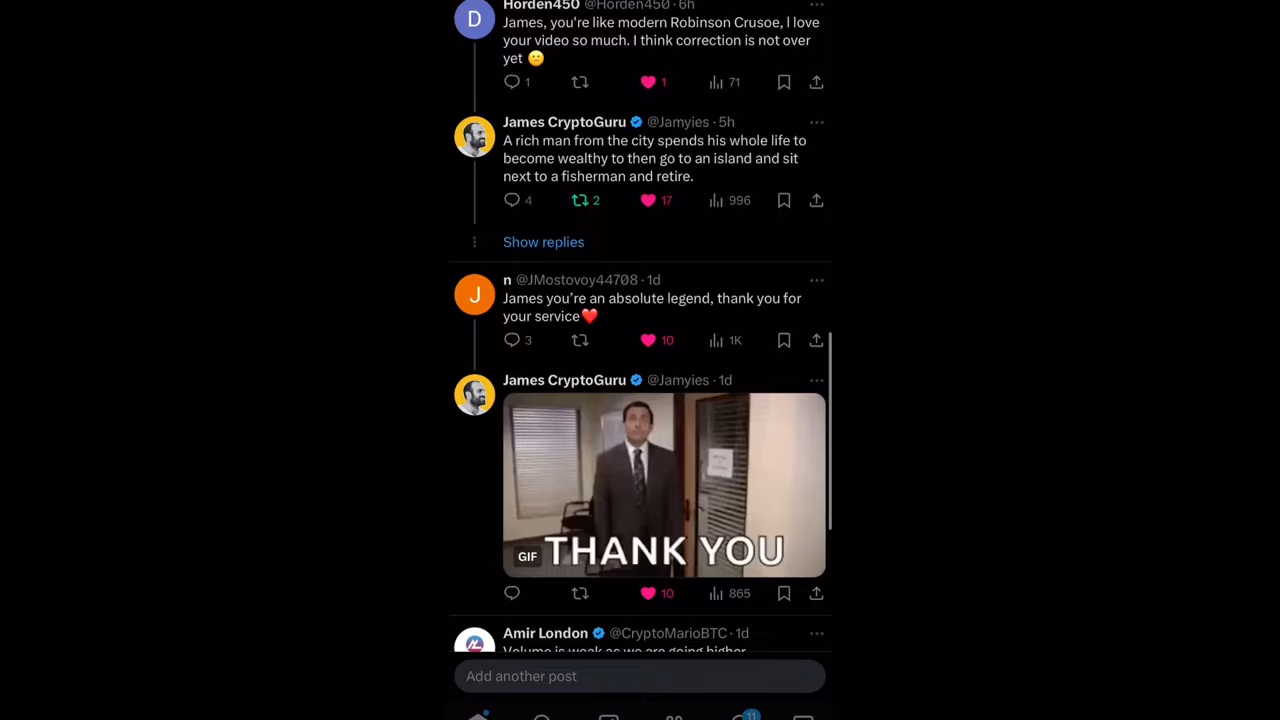 Horden450 @Horden450 · 6h
James, you're like modern Robinson Crusoe, I love
your video so much. I think correction is not over
yet 😕
1 1 71
James CryptoGuru @Jamyies · 5h
A rich man from the city spends his whole life to
become wealthy to then go to an island and sit
next to a fisherman and retire.
4 2 17 996
Show replies
n @JMostovoy44708 · 1d
James you're an absolute legend, thank you for
your service❤️
3 10 1K
James CryptoGuru @Jamyies · 1d
GIF THANK YOU
10 865
Amir London @CryptoMarioBTC · 1d
Volume is weak as we are going higher
Add another post
11
D
J